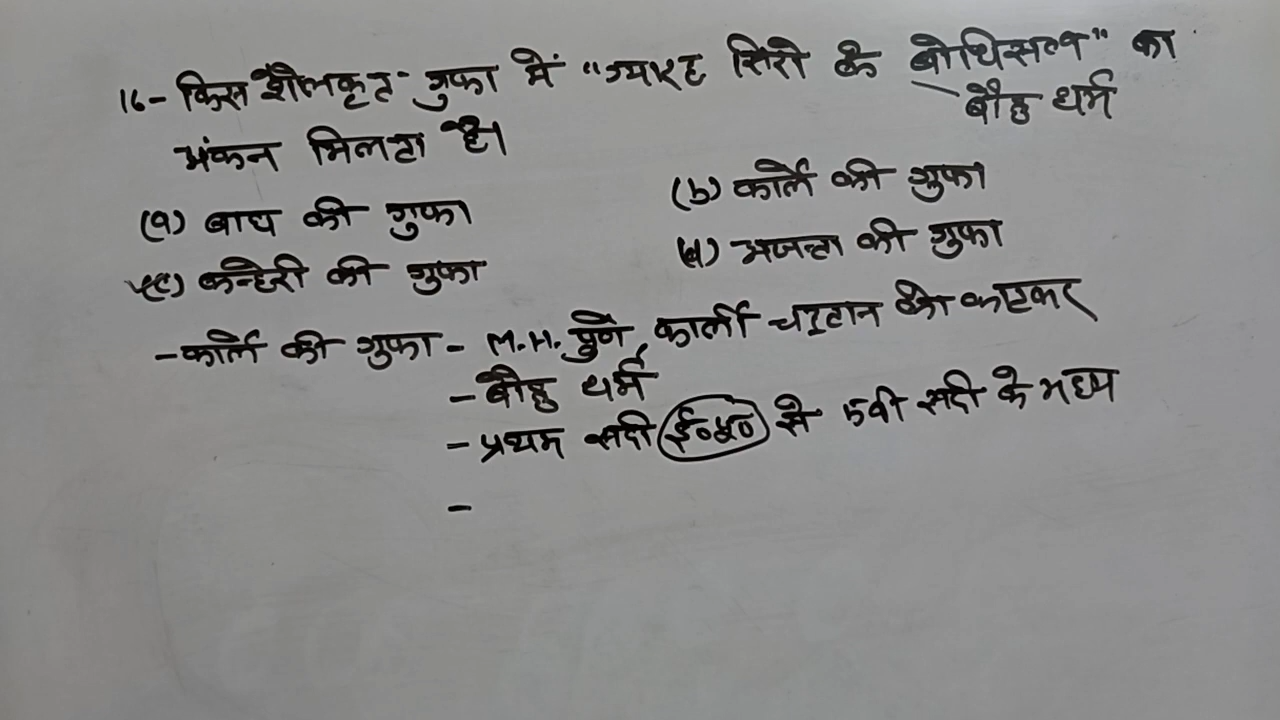 16- किस शैलकृत गुफा में "ग्यारह सिरो के बोधिसत्व" का
बौद्ध धर्म
अंकन मिलता है।
(a) बाघ की गुफा (b) कार्ले की गुफा
(c) कन्हेरी की गुफा (d) अजन्ता की गुफा
-कार्ले की गुफा - M.H. पुणे, कार्ली चट्टान को काटकर
- बौद्ध धर्म
- प्रथम सदी ई०पू० से 5वी सदी के मध्य
-